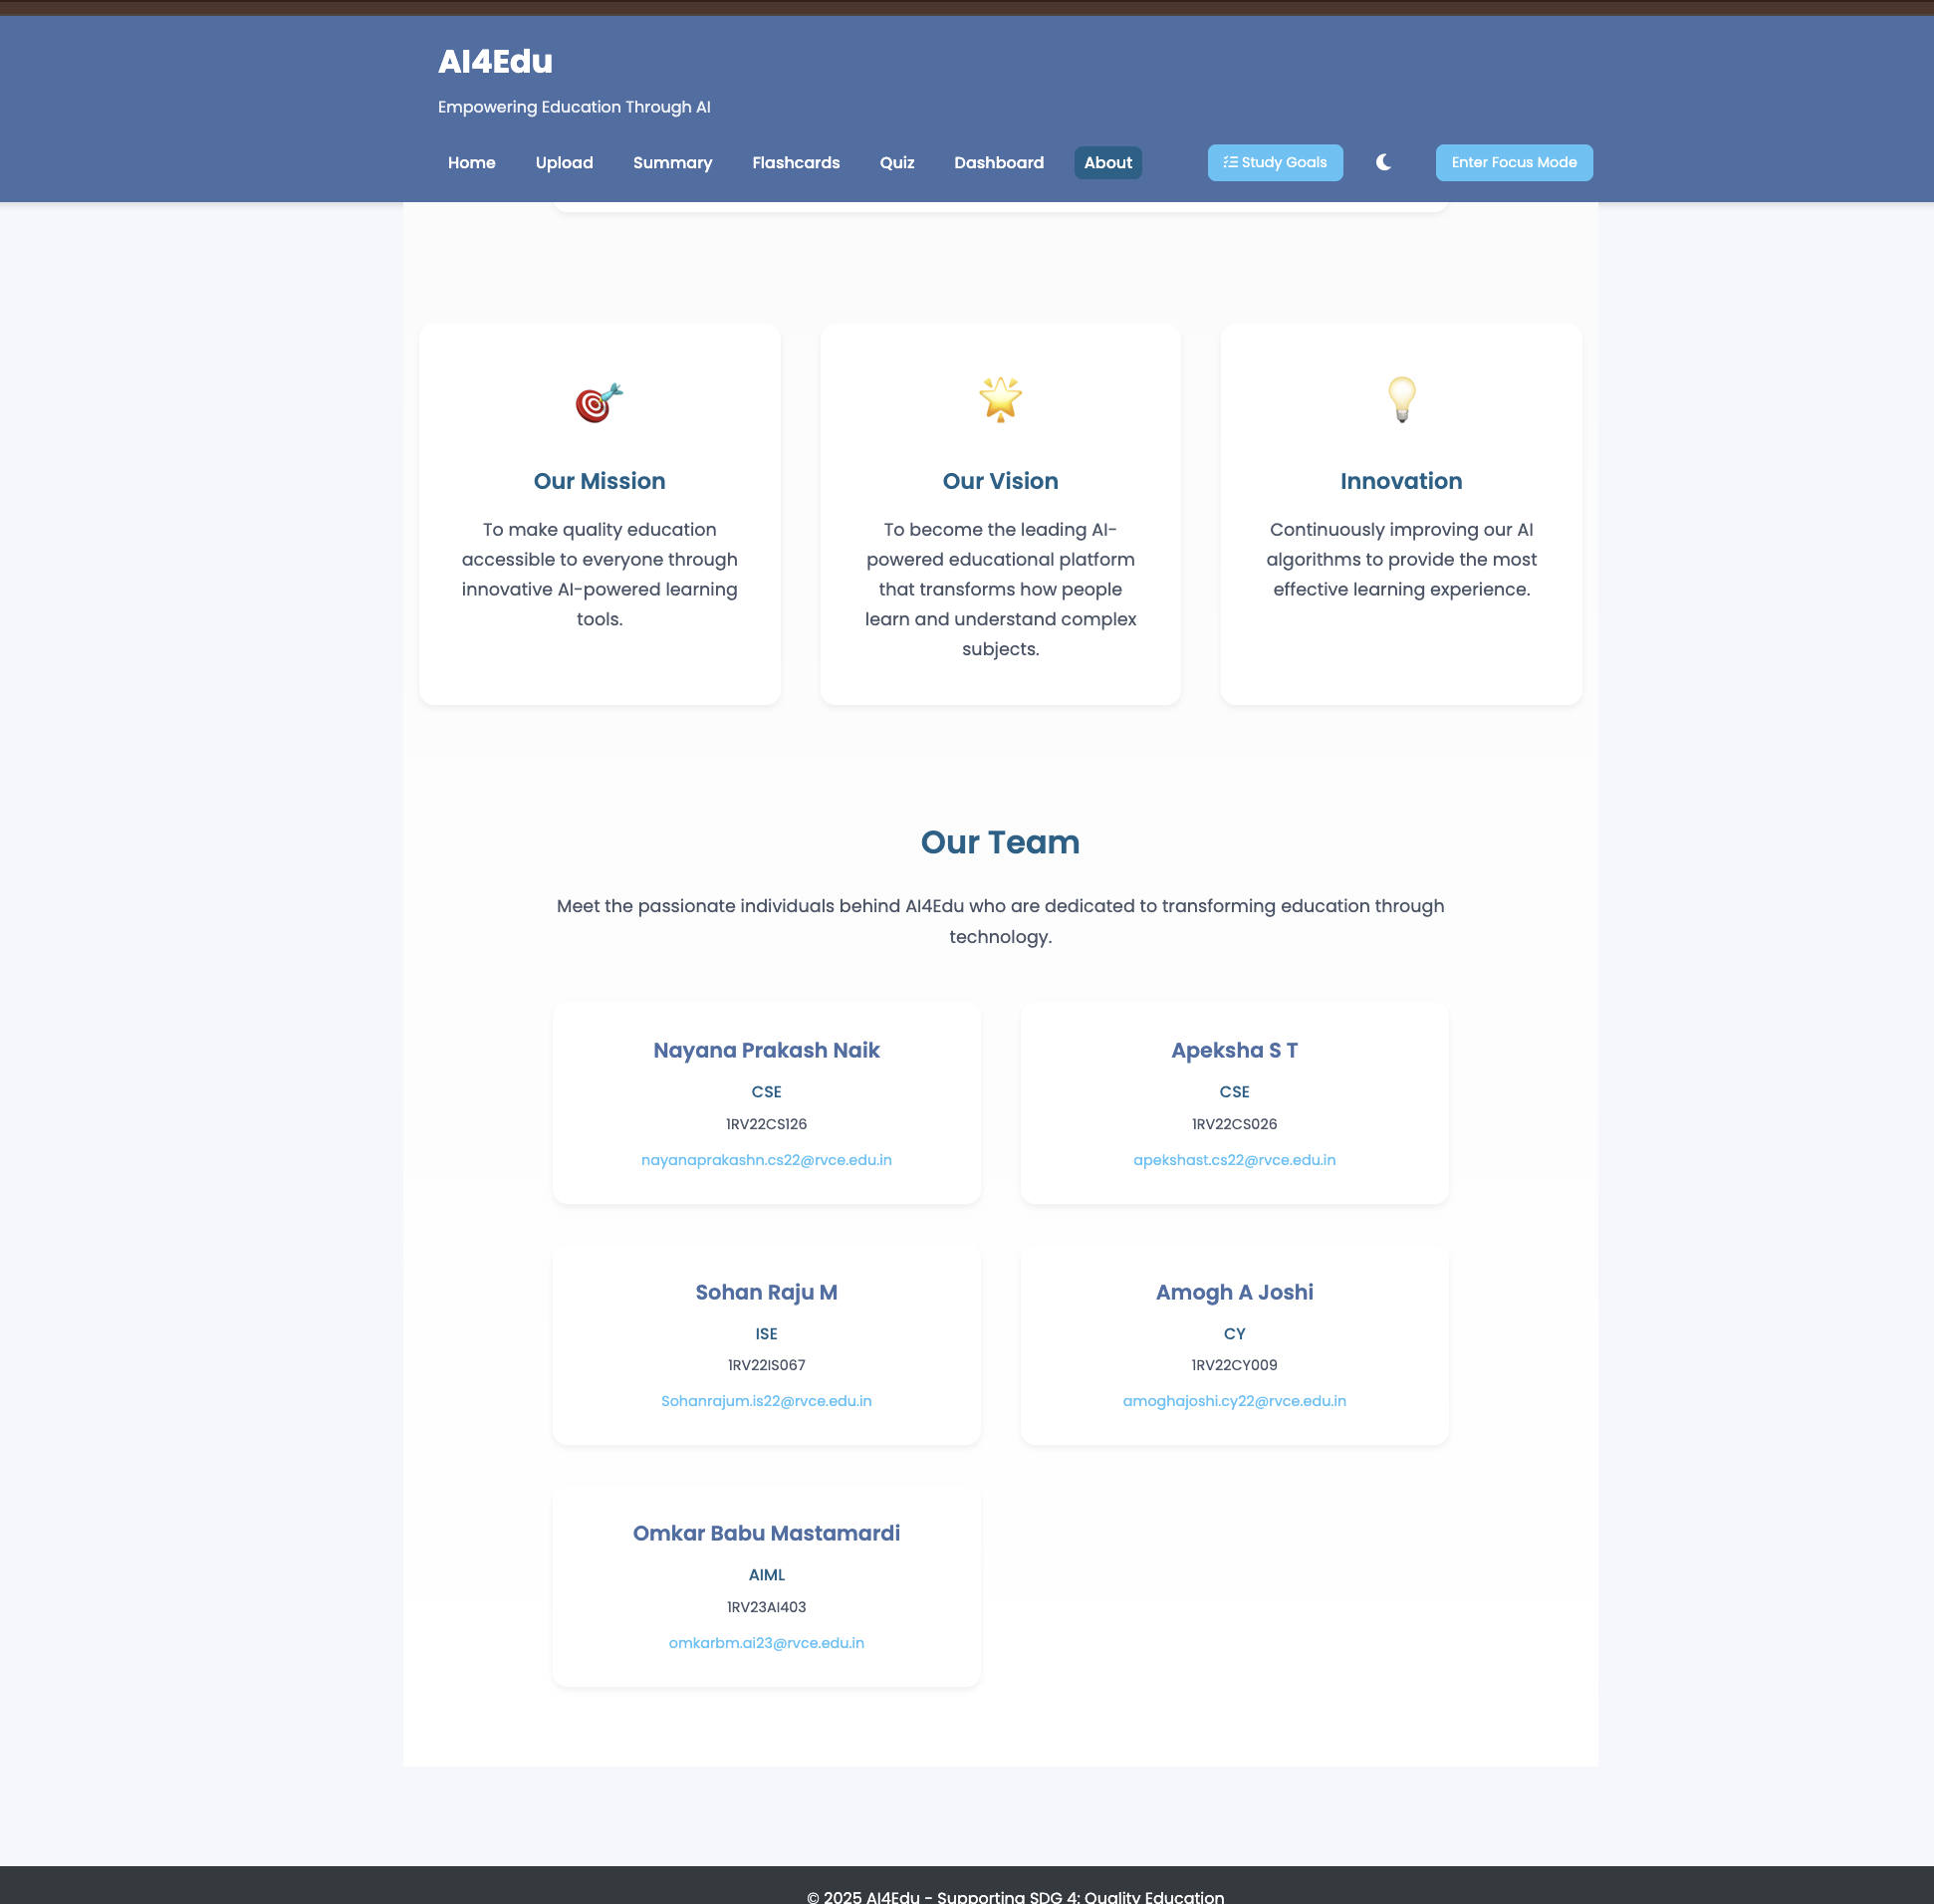 AI4Edu
Empowering Education Through AI
Home Upload Summary Flashcards Quiz Dashboard About Study Goals Enter Focus Mode
Our Mission
To make quality education
accessible to everyone through
innovative AI-powered learning
tools.
Our Vision
To become the leading AI-
powered educational platform
that transforms how people
learn and understand complex
subjects.
Innovation
Continuously improving our AI
algorithms to provide the most
effective learning experience.
Our Team
Meet the passionate individuals behind AI4Edu who are dedicated to transforming education through
technology.
Nayana Prakash Naik
CSE
1RV22CS126
nayanaprakashn.cs22@rvce.edu.in
Apeksha S T
CSE
1RV22CS026
apekshast.cs22@rvce.edu.in
Sohan Raju M
ISE
1RV22IS067
Sohanrajum.is22@rvce.edu.in
Amogh A Joshi
CY
1RV22CY009
amoghajoshi.cy22@rvce.edu.in
Omkar Babu Mastamardi
AIML
1RV23AI403
omkarbm.ai23@rvce.edu.in
© 2025 AI4Edu - Supporting SDG 4: Quality Education